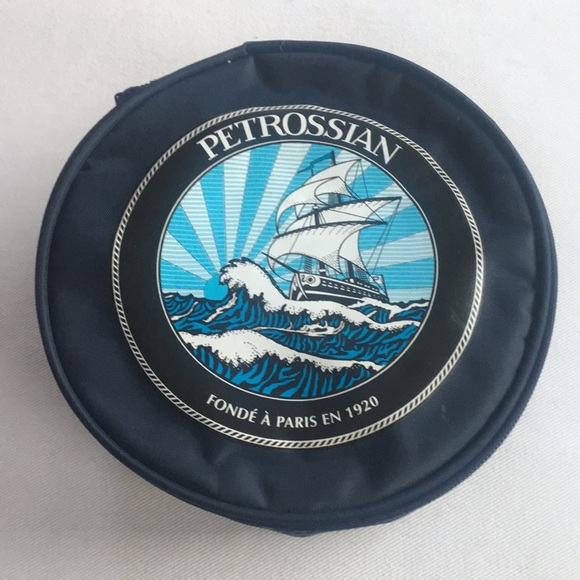 PETROSSIAN
FONDÉ À PARIS EN 1920